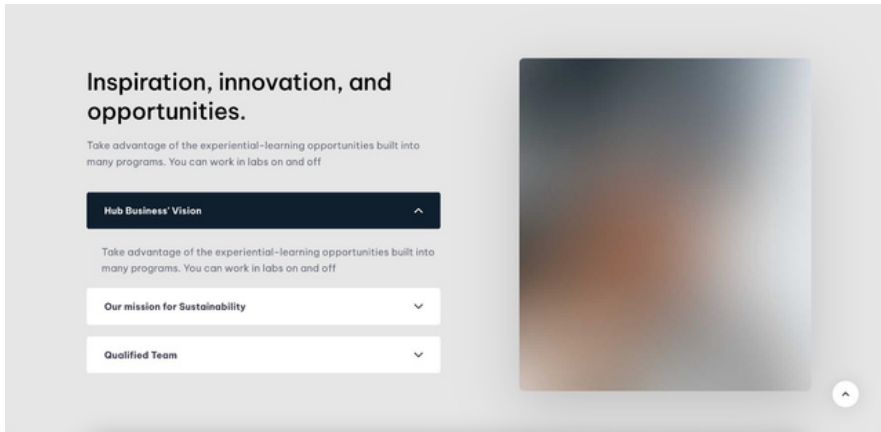 Inspiration, innovation, and
opportunities.
Take advantage of the experiential-learning opportunities built into
many programs. You can work in labs on and off
Hub Business' Vision
Take advantage of the experiential-learning opportunities built into
many programs. You can work in labs on and off
Our mission for Sustainability
Qualified Team